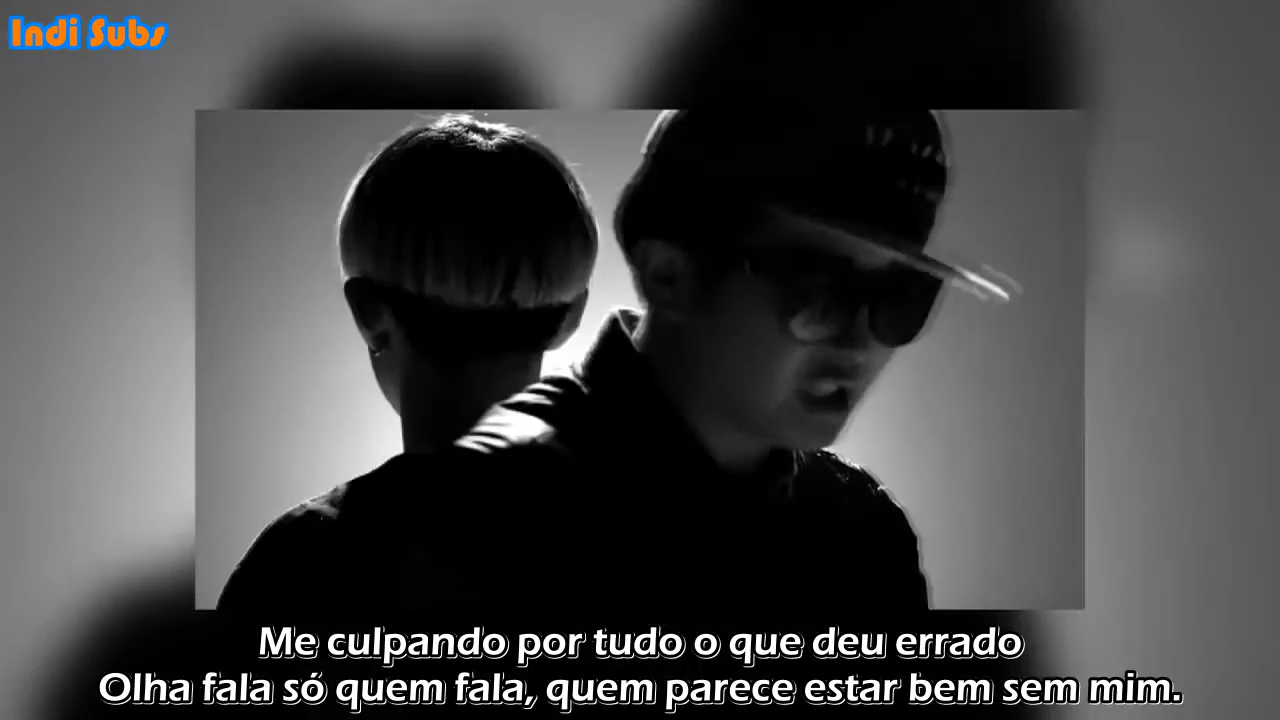 Indi Subs
Me culpando por tudo o que deu errado
Olha fala só quem fala, quem parece estar bem sem mim.